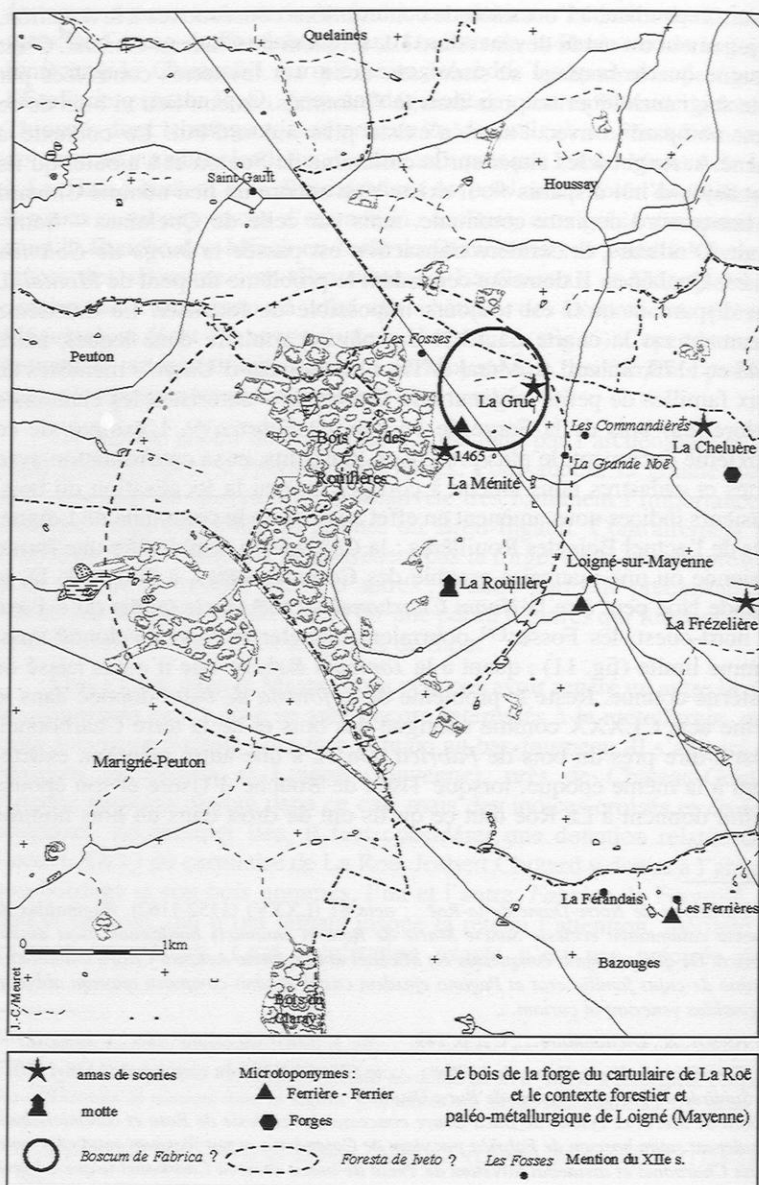 Quelaines
Saint-Gault
Houssay
Peuton
Les Fosses
La Grue
Les Commandières
La Cheluère
Bois des
Rouillères
1465
La Ménité
La Grande Noë
Loigné-sur-Mayenne
La Rouillère
La Frézelière
Marigné-Peuton
La Férandais
Les Ferrières
0 1km
Bazouges
Bois du
J.-C/Meuret
amas de scories
motte
Microtoponymes :
Ferrière - Ferrier
Forges
Le bois de la forge du cartulaire de La Roë
et le contexte forestier et
paléo-métallurgique de Loigné (Mayenne)
Boscum de Fabrica ?
Foresta de Iveto ?
Les Fosses
Mention du XIIe s.